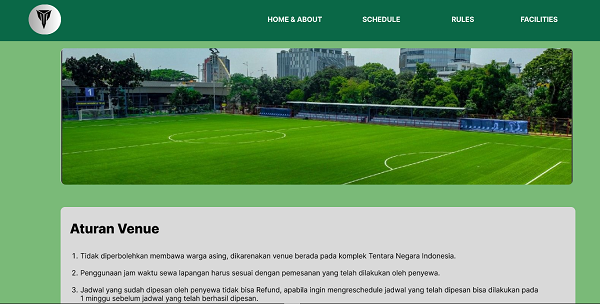 HOME & ABOUT SCHEDULE RULES FACILITIES
1
Aturan Venue
1. Tidak diperbolehkan membawa warga asing, dikarenakan venue berada pada komplek Tentara Negara Indonesia.
2. Penggunaan jam waktu sewa lapangan harus sesuai dengan pemesanan yang telah dilakukan oleh penyewa.
3. Jadwal yang sudah dipesan oleh penyewa tidak bisa Refund, apabila ingin mengreschedule jadwal yang telah dipesan bisa dilakukan pada
1 minggu sebelum jadwal yang telah berhasil dipesan.